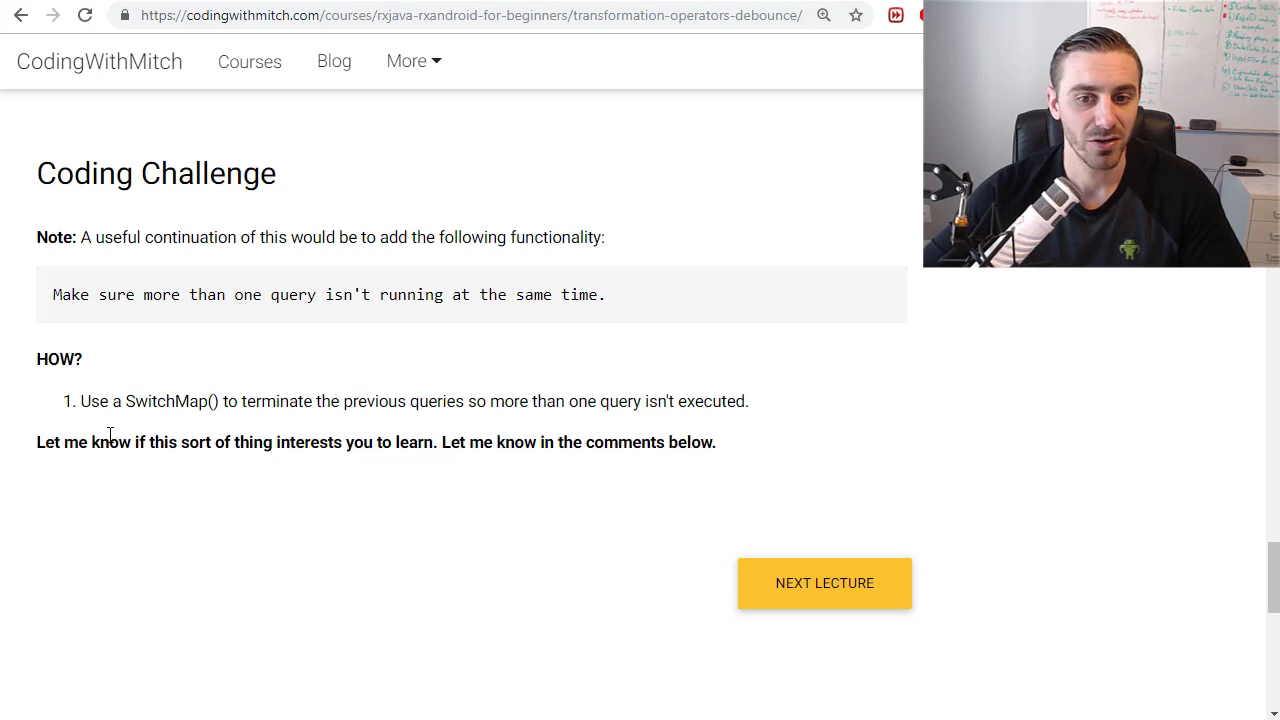 https://codingwithmitch.com/courses/rxjava-rxandroid-for-beginners/transformation-operators-debounce/
CodingWithMitch Courses Blog More
Coding Challenge
Note: A useful continuation of this would be to add the following functionality:
Make sure more than one query isn't running at the same time.
HOW?
1. Use a SwitchMap() to terminate the previous queries so more than one query isn't executed.
Let me know if this sort of thing interests you to learn. Let me know in the comments below.
NEXT LECTURE